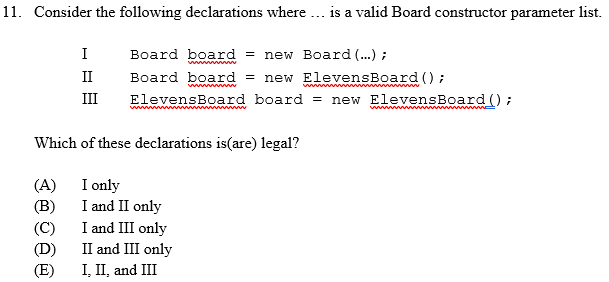 11. Consider the following declarations where … is a valid Board constructor parameter list.
I Board board = new Board(…);
II Board board = new ElevensBoard();
III ElevensBoard board = new ElevensBoard();
Which of these declarations is(are) legal?
(A) I only
(B) I and II only
(C) I and III only
(D) II and III only
(E) I, II, and III